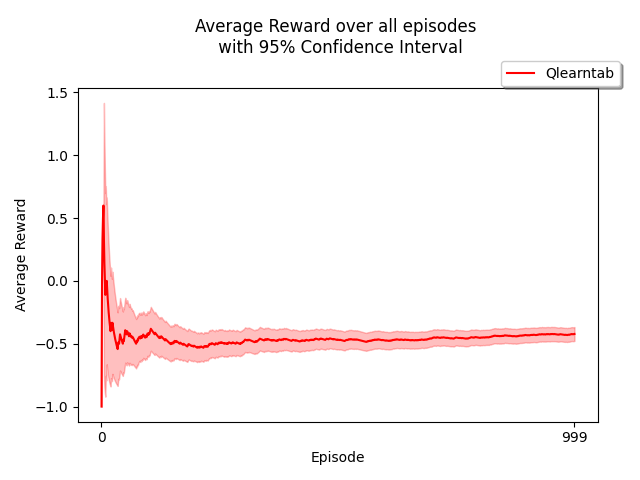 Average Reward over all episodes
with 95% Confidence Interval
Qlearntab
1.5
1.0
0.5
0.0
−0.5
−1.0
Average Reward
0
999
Episode